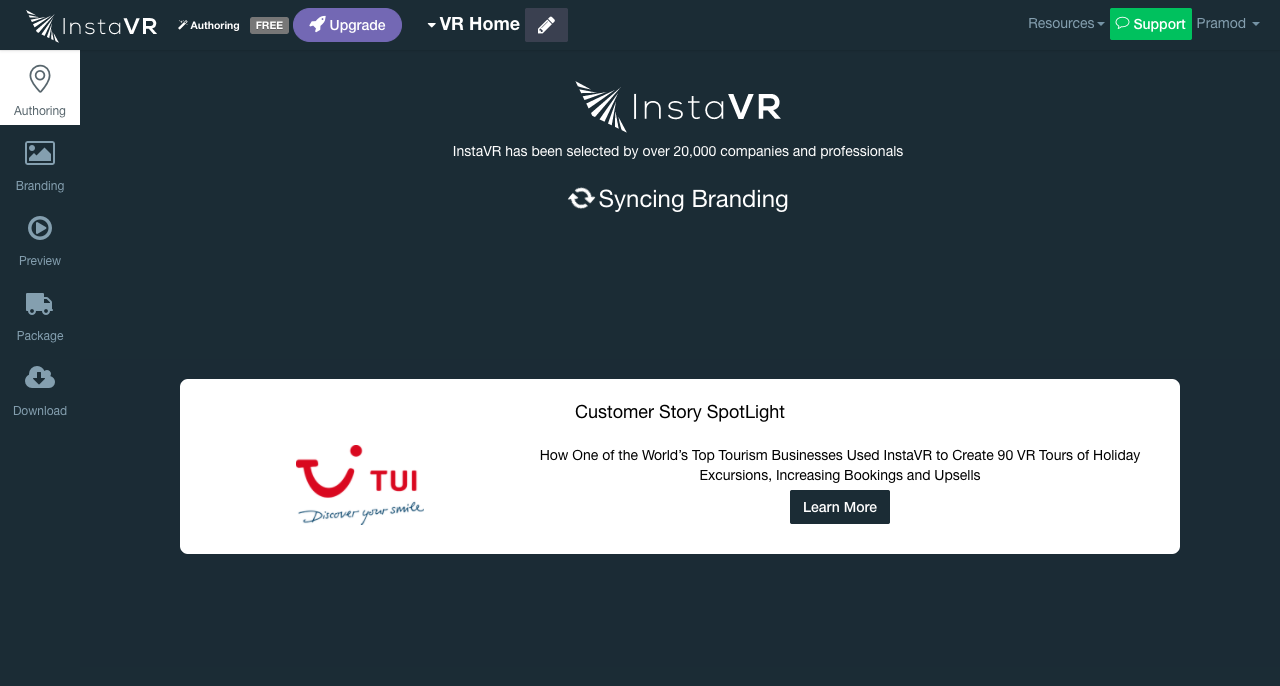 InstaVR
Authoring
FREE
Upgrade
VR Home
Resources
Support
Pramod
Authoring
Branding
Preview
Package
Download
InstaVR
InstaVR has been selected by over 20,000 companies and professionals
Syncing Branding
Customer Story SpotLight
TUI
Discover your smile
How One of the World’s Top Tourism Businesses Used InstaVR to Create 90 VR Tours of Holiday
Excursions, Increasing Bookings and Upsells
Learn More